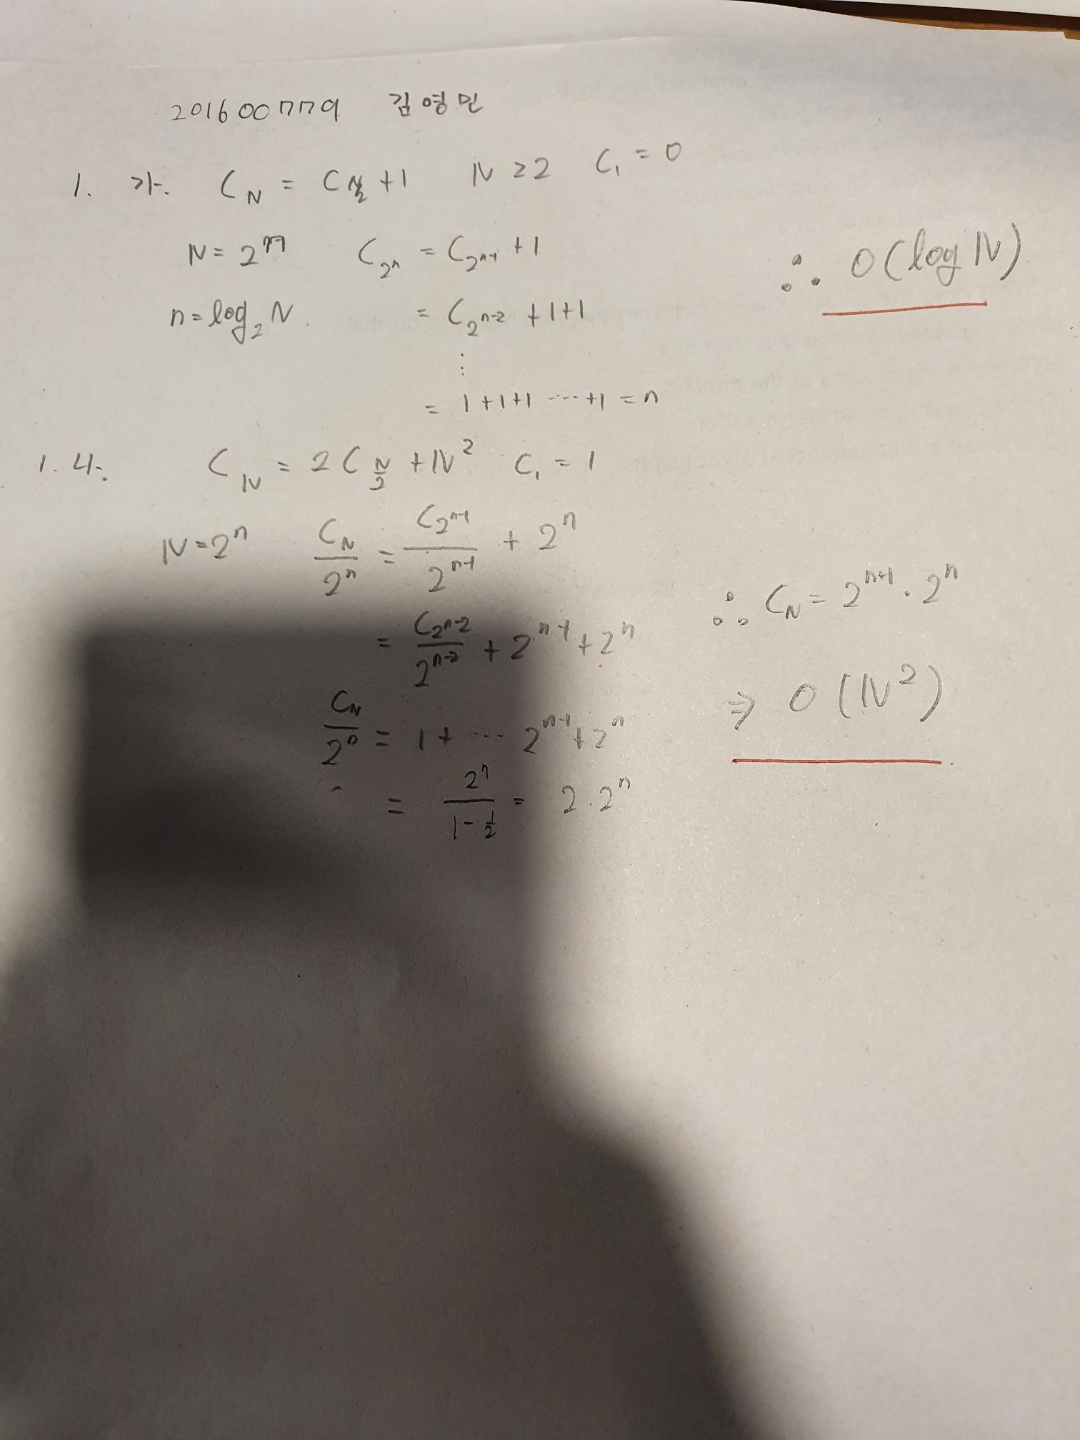 201600779 김영민
1. 가. C_N = C_{N/2} + 1 N ≥ 2 C_1 = 0
N = 2^n C_{2^n} = C_{2^{n-1}} + 1
n = log_2 N. = C_{2^{n-2}} + 1 + 1
⋮
= 1+1+1 ···· +1 = n
∴ O(log N)
1. 나. C_N = 2C_{N/2} + N^2 C_1 = 1
N = 2^n C_N/2^n = C_{2^{n-1}}/2^{n-1} + 2^n
= C_{2^{n-2}}/2^{n-2} + 2^{n-1} + 2^n
C_N/2^n = 1 + ··· 2^{n-1} + 2^n
= 2^n/(1 - 1/2) = 2·2^n
∴ C_N = 2^{n+1} · 2^n
⇒ O(N^2)